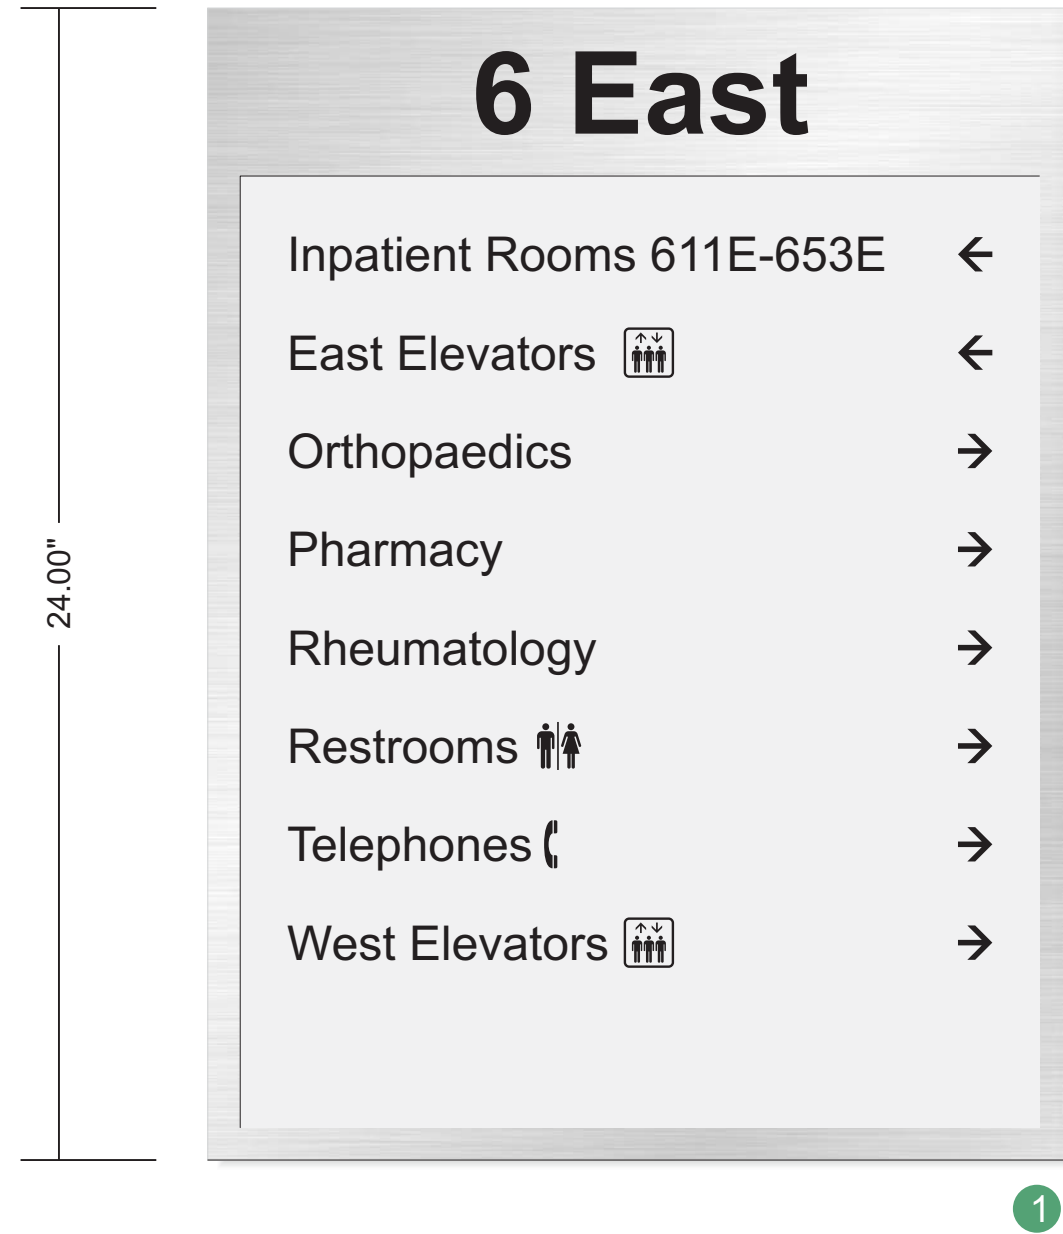 6 East
Inpatient Rooms 611E-653E ←
East Elevators ←
Orthopaedics →
Pharmacy →
Rheumatology →
Restrooms →
Telephones →
West Elevators →
24.00"
1